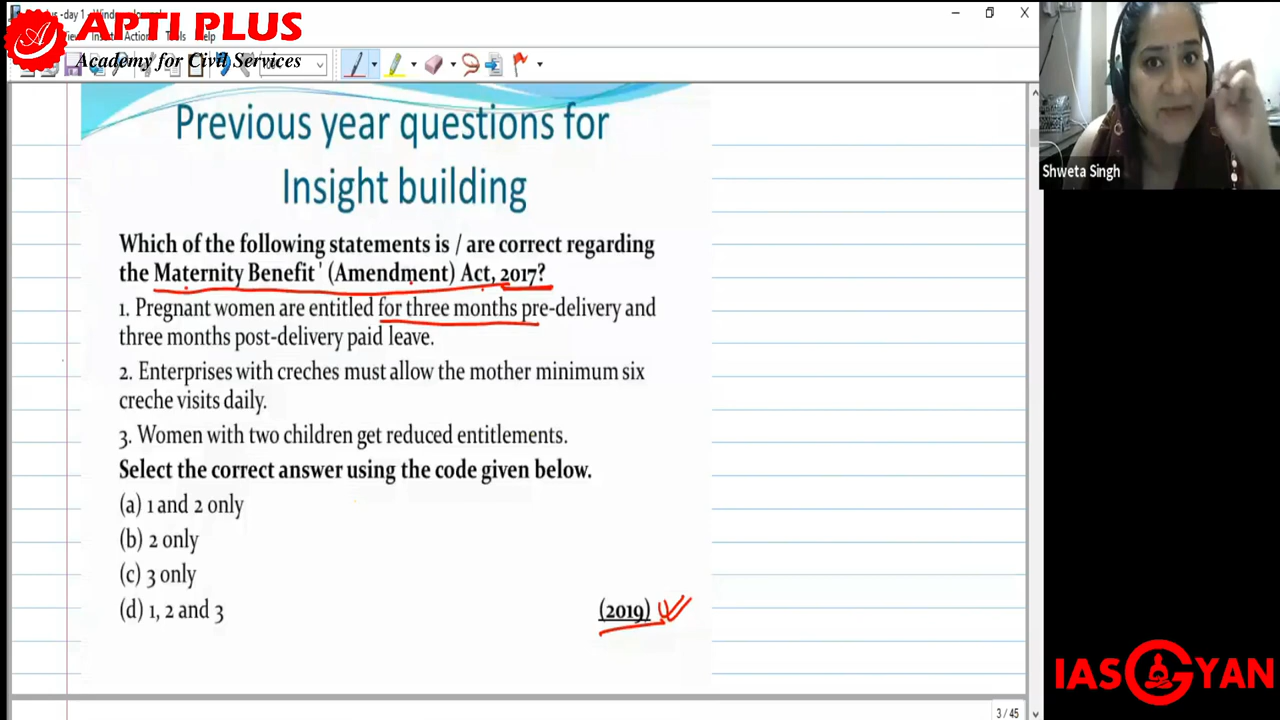 APTI PLUS
Academy for Civil Services
Shweta Singh
Previous year questions for
Insight building
Which of the following statements is / are correct regarding
the Maternity Benefit ' (Amendment) Act, 2017?
1. Pregnant women are entitled for three months pre-delivery and
three months post-delivery paid leave.
2. Enterprises with creches must allow the mother minimum six
creche visits daily.
3. Women with two children get reduced entitlements.
Select the correct answer using the code given below.
(a) 1 and 2 only
(b) 2 only
(c) 3 only
(d) 1, 2 and 3
(2019)
IASGYAN
3 / 45